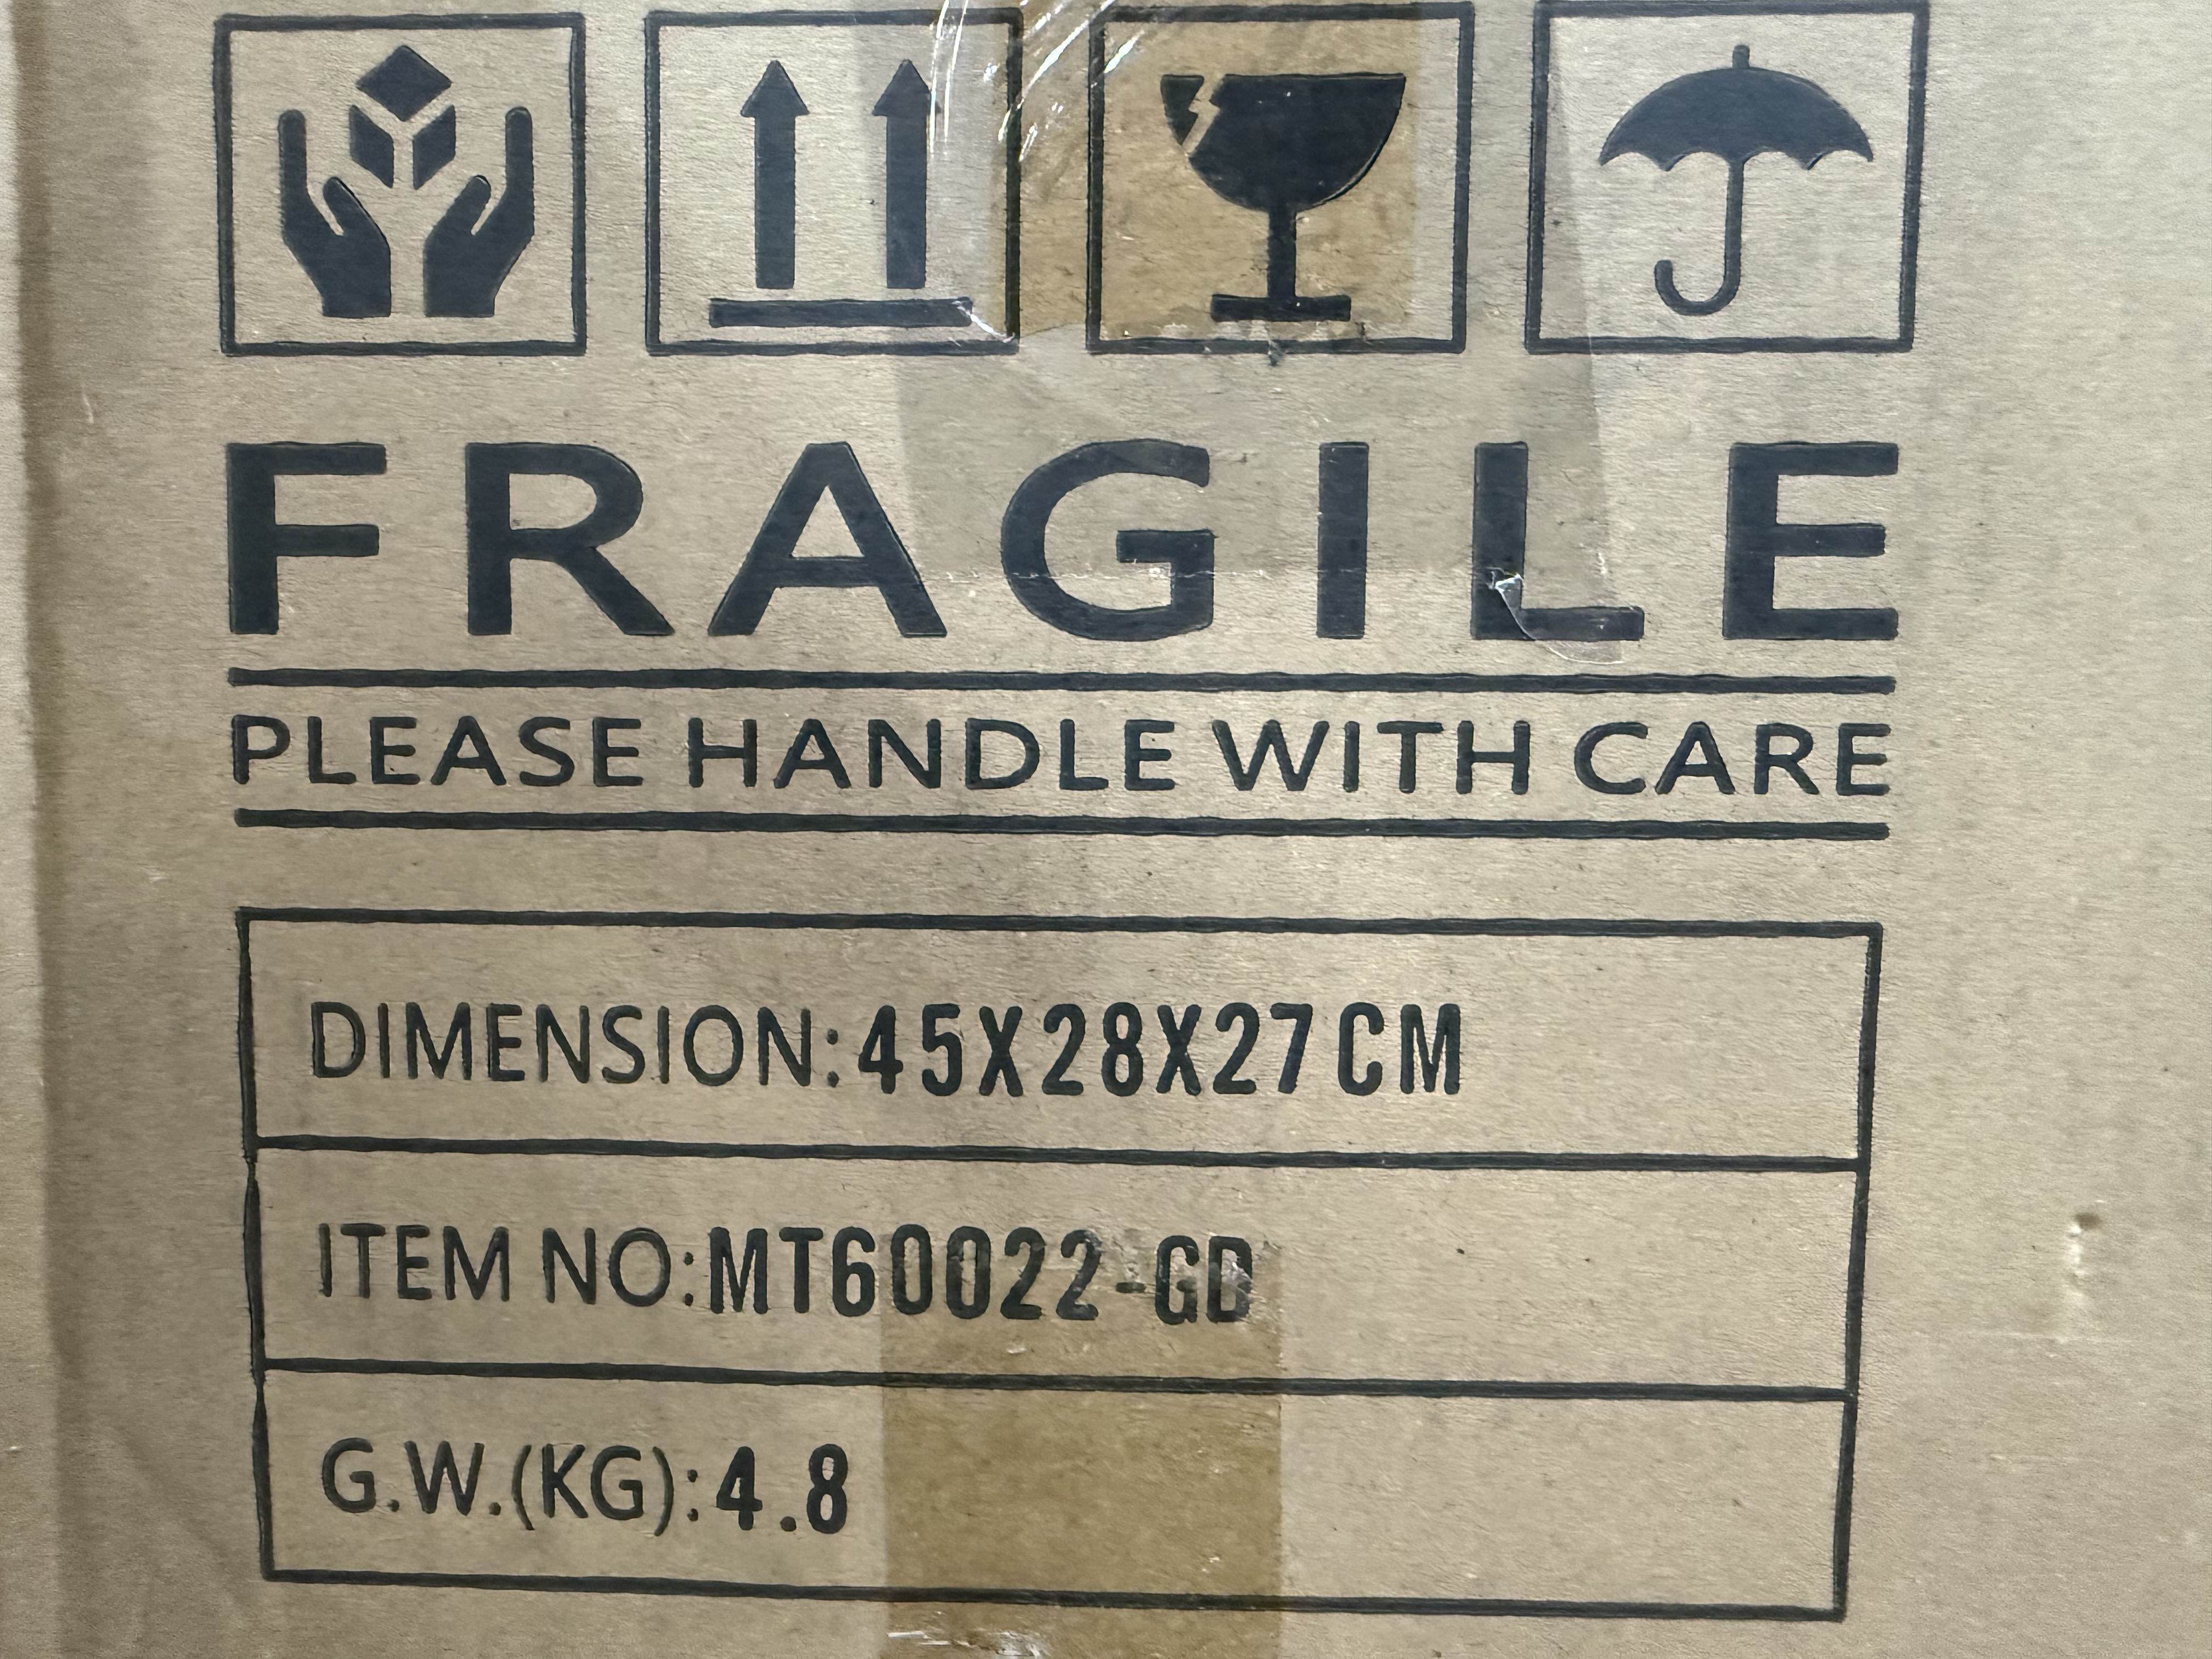 FRAGILE
PLEASE HANDLE WITH CARE
DIMENSION:45X28X27CM
ITEM NO:MT60022-GD
G.W.(KG):4.8